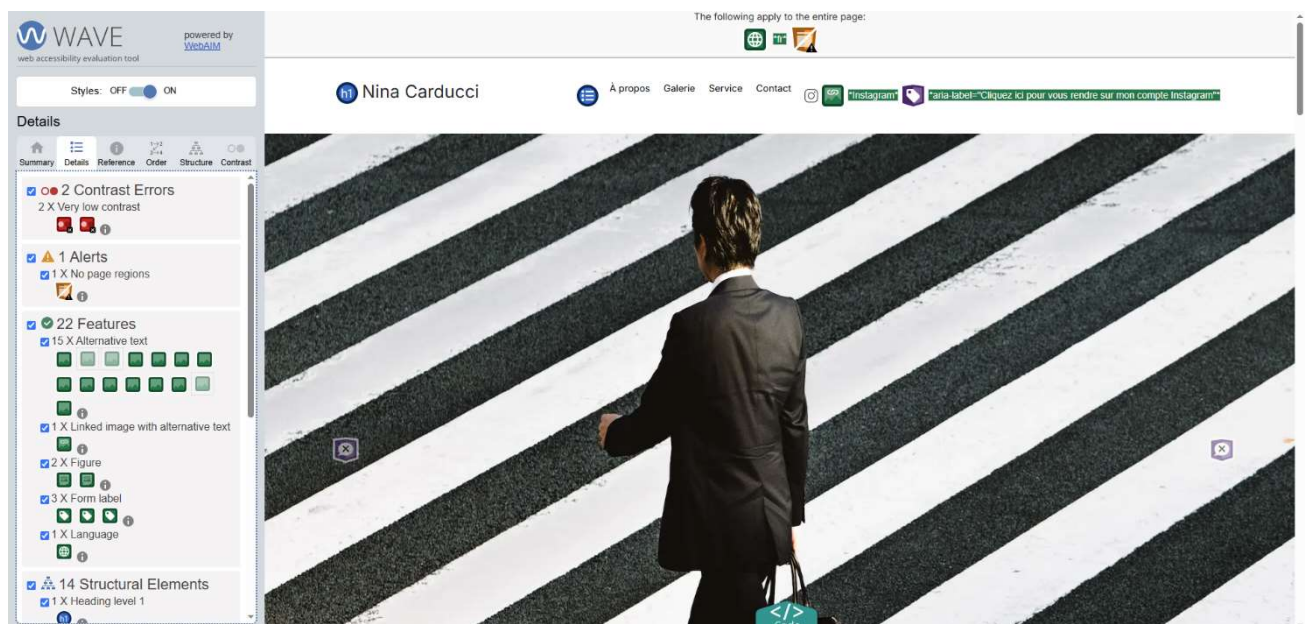 The following apply to the entire page:
WAVE
powered by
WebAIM
web accessibility evaluation tool
Styles: OFF ON
Details
Summary Details Reference Order Structure Contrast
2 Contrast Errors
2 X Very low contrast
1 Alerts
1 X No page regions
22 Features
15 X Alternative text
1 X Linked image with alternative text
2 X Figure
3 X Form label
1 X Language
14 Structural Elements
1 X Heading level 1
h1
h1 Nina Carducci
À propos Galerie Service Contact *Instagram* *aria-label="Cliquez ici pour vous rendre sur mon compte Instagram"*
</>
Code